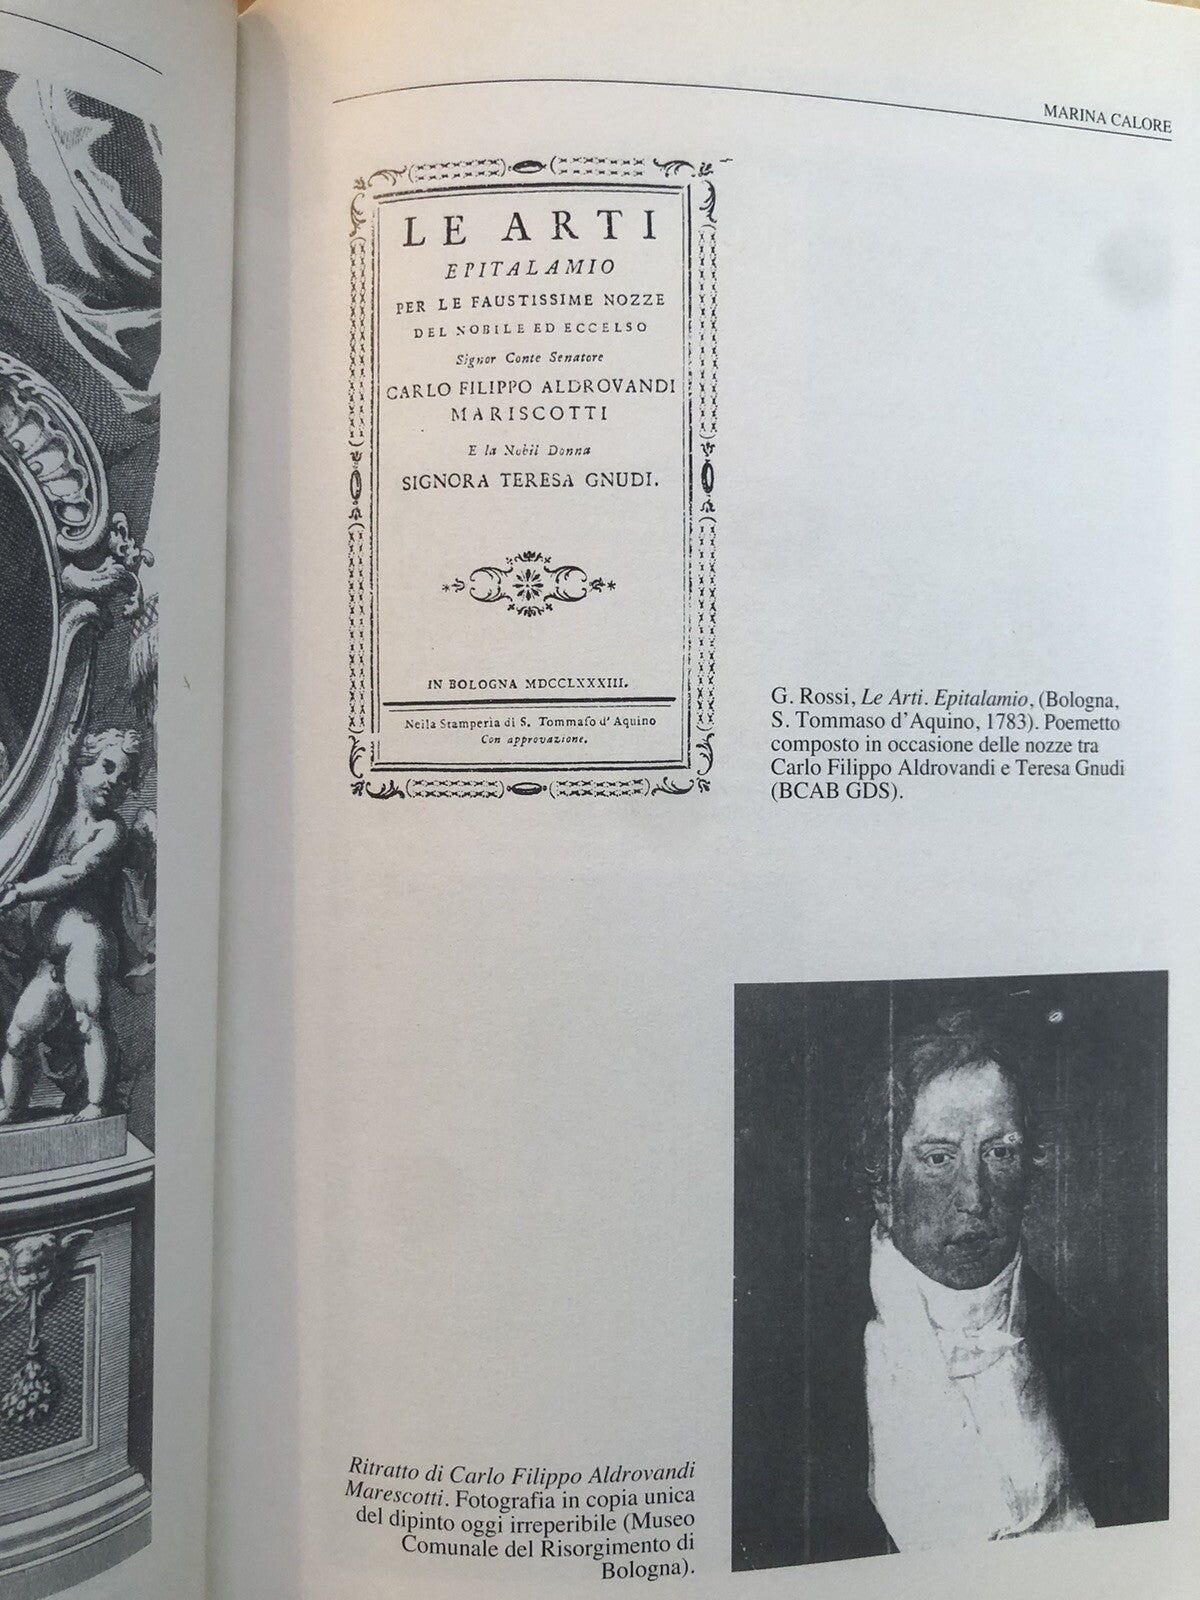 MARINA CALORE
LE ARTI
EPITALAMIO
PER LE FAUSTISSIME NOZZE
DEL NOBILE ED ECCELSO
Signor Conte Senatore
CARLO FILIPPO ALDROVANDI
MARISCOTTI
E la Nobil Donna
SIGNORA TERESA GNUDI.
IN BOLOGNA MDCCLXXXIII.
Nella Stamperia di S. Tommaſo d' Aquino
Con approvazione.
G. Rossi, Le Arti. Epitalamio, (Bologna,
S. Tommaso d'Aquino, 1783). Poemetto
composto in occasione delle nozze tra
Carlo Filippo Aldrovandi e Teresa Gnudi
(BCAB GDS).
Ritratto di Carlo Filippo Aldrovandi
Marescotti. Fotografia in copia unica
del dipinto oggi irreperibile (Museo
Comunale del Risorgimento di
Bologna).